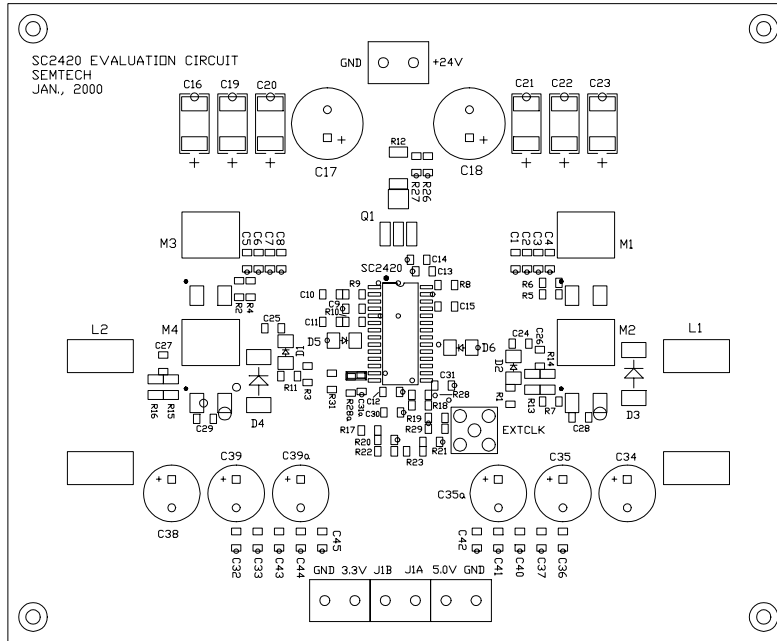 SC2420 EVALUATION CIRCUIT
SEMTECH
JAN., 2000
GND +24V
C16 C19 C20 C21 C22 C23
C17 C18
R12
R27 R26
Q1
M3 M1
C5 C6 C7 C8
C1 C2 C3 C4
SC2420
C14
C13
R2 R4
R6
R5
C10 R9 R8
C9
R10
C11 C15
L2 M4 C25 D1 D5 D6 C24 C26 D2 M2 L1
C27 R14
R16 R15 R11 R3 R31 R28a C31a C12 C31 R28 R1 R13 R7
D4 C29 C30 R18 R19 C28 D3
R17 R29 EXTCLK
R20 R21
R22 R23
C39 C39a C35 C34
C38 C35a
C32 C33 C43 C44 C45 C42 C41 C40 C37 C36
GND 3.3V J1B J1A 5.0V GND